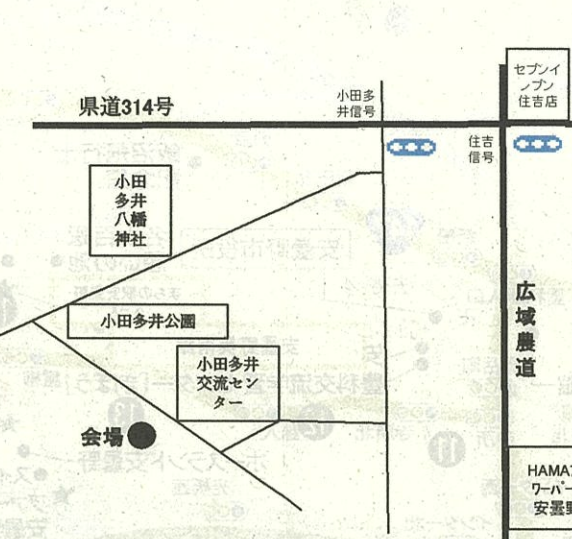 セブンイ
レブン
住吉店
県道314号
小田多
井信号
住吉
信号
小田
多井
八幡
神社
小田多井公園
小田多井
交流セン
ター
会場
広域農道
HAMA
ワーパー
安曇野